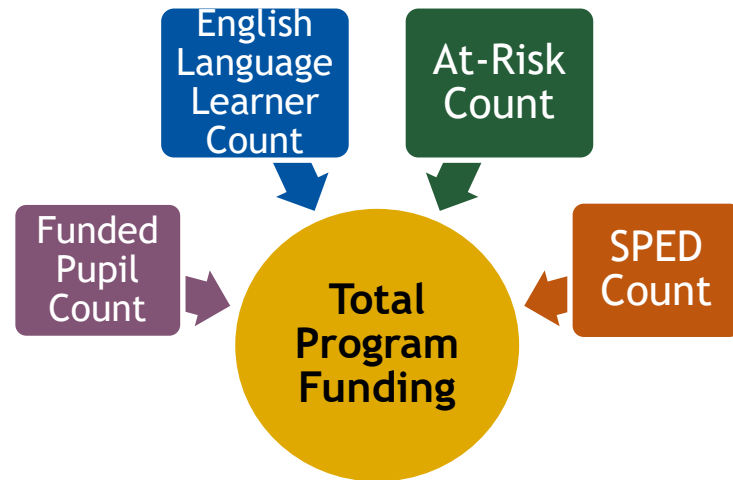 English
Language
Learner
Count
At-Risk
Count
Funded
Pupil
Count
SPED
Count
Total
Program
Funding